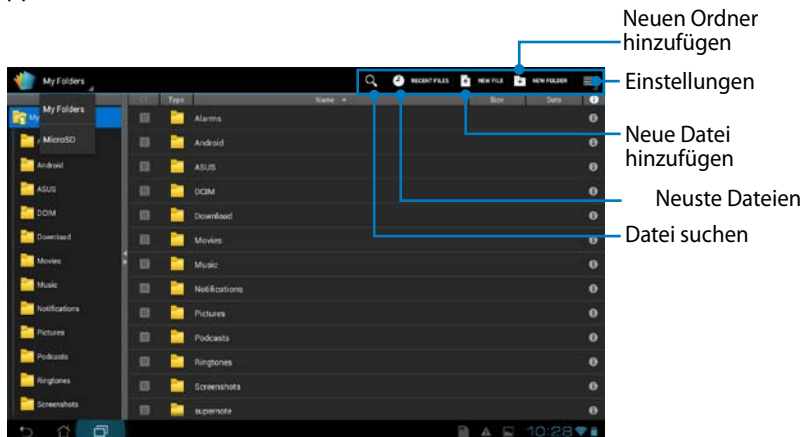 Neuen Ordner
hinzufügen
My Folders
RECENT FILES
NEW FILE
NEW FOLDER
Einstellungen
Type
Name
Size
Date
My Folders
MicroSD
My
A
Android
ASUS
DCIM
Download
Movies
Music
Notifications
Pictures
Podcasts
Ringtones
Screenshots
Alarms
Android
ASUS
DCIM
Download
Movies
Music
Notifications
Pictures
Podcasts
Ringtones
Screenshots
supernote
Neue Datei
hinzufügen
Neuste Dateien
Datei suchen
10:28